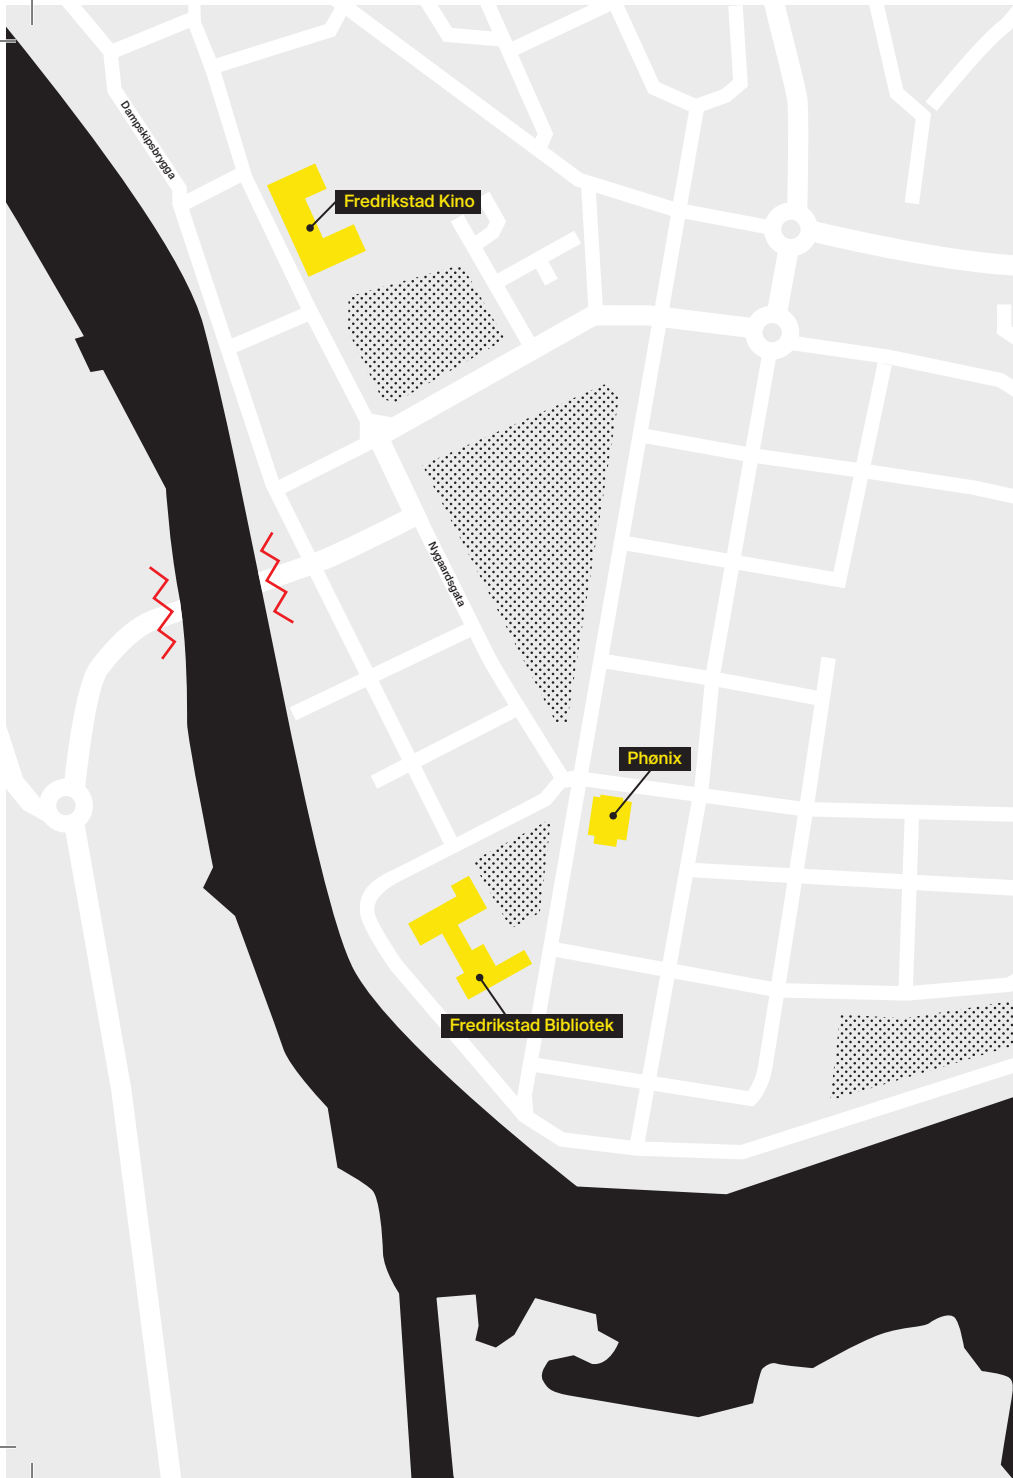 Dampskipsbrygga
Fredrikstad Kino
Nygaardsgata
Phønix
Fredrikstad Bibliotek